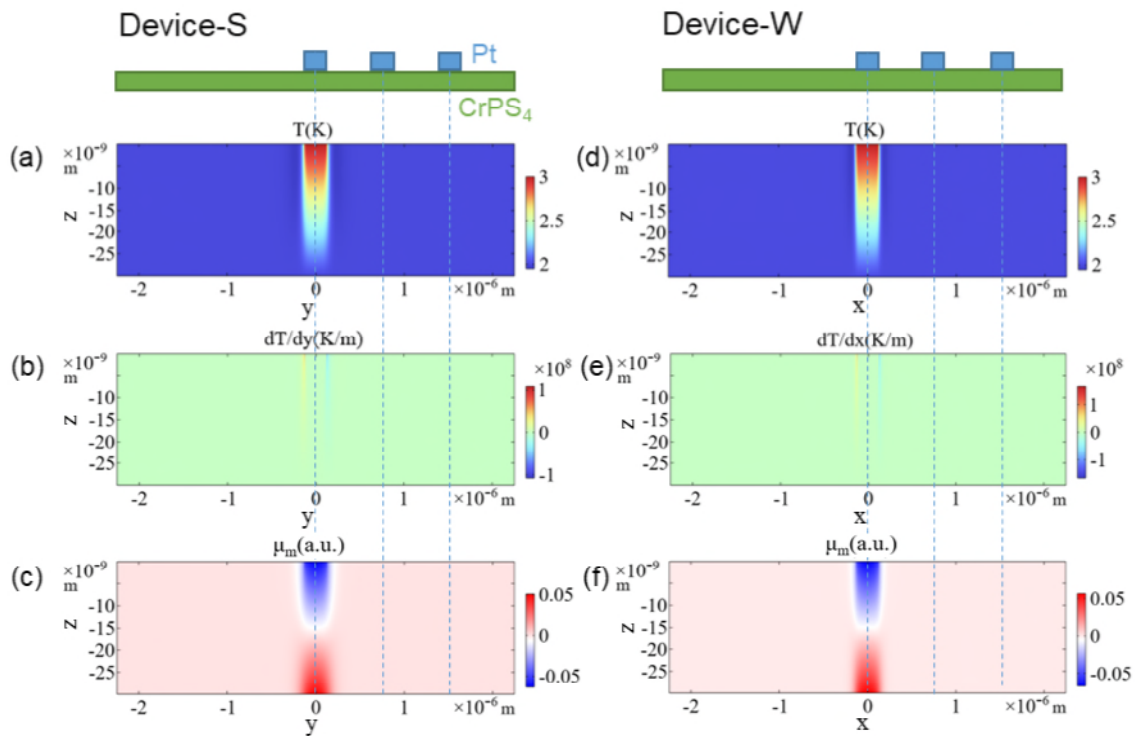 Device-S
Device-W
Pt
CrPS₄
(a)
T(K)
×10⁻⁹
m
z
-10
-15
-20
-25
3
2.5
2
-2
-1
0
1
×10⁻⁶ m
y
(d)
T(K)
×10⁻⁹
m
z
-10
-15
-20
-25
3
2.5
2
-2
-1
0
1
×10⁻⁶ m
x
(b)
dT/dy(K/m)
×10⁻⁹
m
z
-10
-15
-20
-25
×10⁸
1
0
-1
-2
-1
0
1
×10⁻⁶ m
y
(e)
dT/dx(K/m)
×10⁻⁹
m
z
-10
-15
-20
-25
×10⁸
1
0
-1
-2
-1
0
1
×10⁻⁶ m
x
(c)
μₘ(a.u.)
×10⁻⁹
m
z
-10
-15
-20
-25
0.05
0
-0.05
-2
-1
0
1
×10⁻⁶ m
y
(f)
μₘ(a.u.)
×10⁻⁹
m
z
-10
-15
-20
-25
0.05
0
-0.05
-2
-1
0
1
×10⁻⁶ m
x